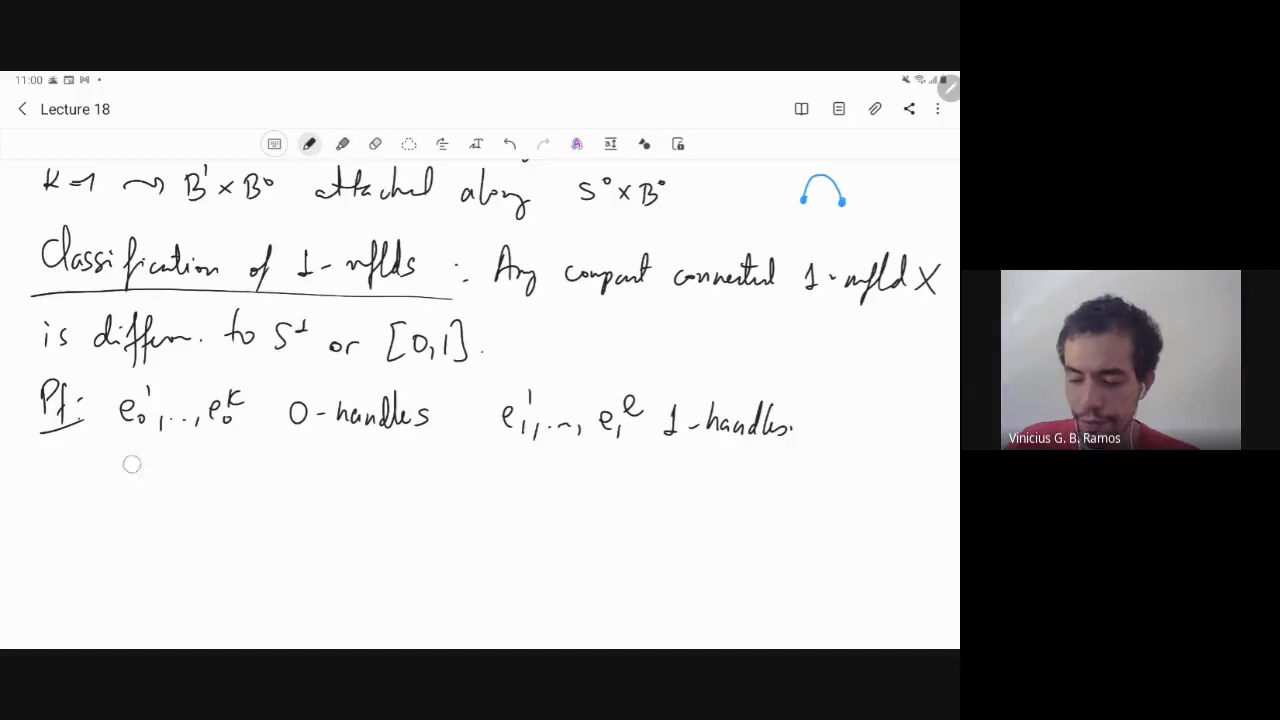 11:00
Lecture 18
K=1 ⇝ B¹ × B⁰ attached along S⁰ × B⁰
Classification of 1-mflds : Any compact connected 1-mfld X
is diffeom. to S¹ or [0,1].
Pf: e₀¹,..,e₀ᵏ 0-handles e₁¹,..., e₁ˡ 1-handles.
Vinicius G. B. Ramos